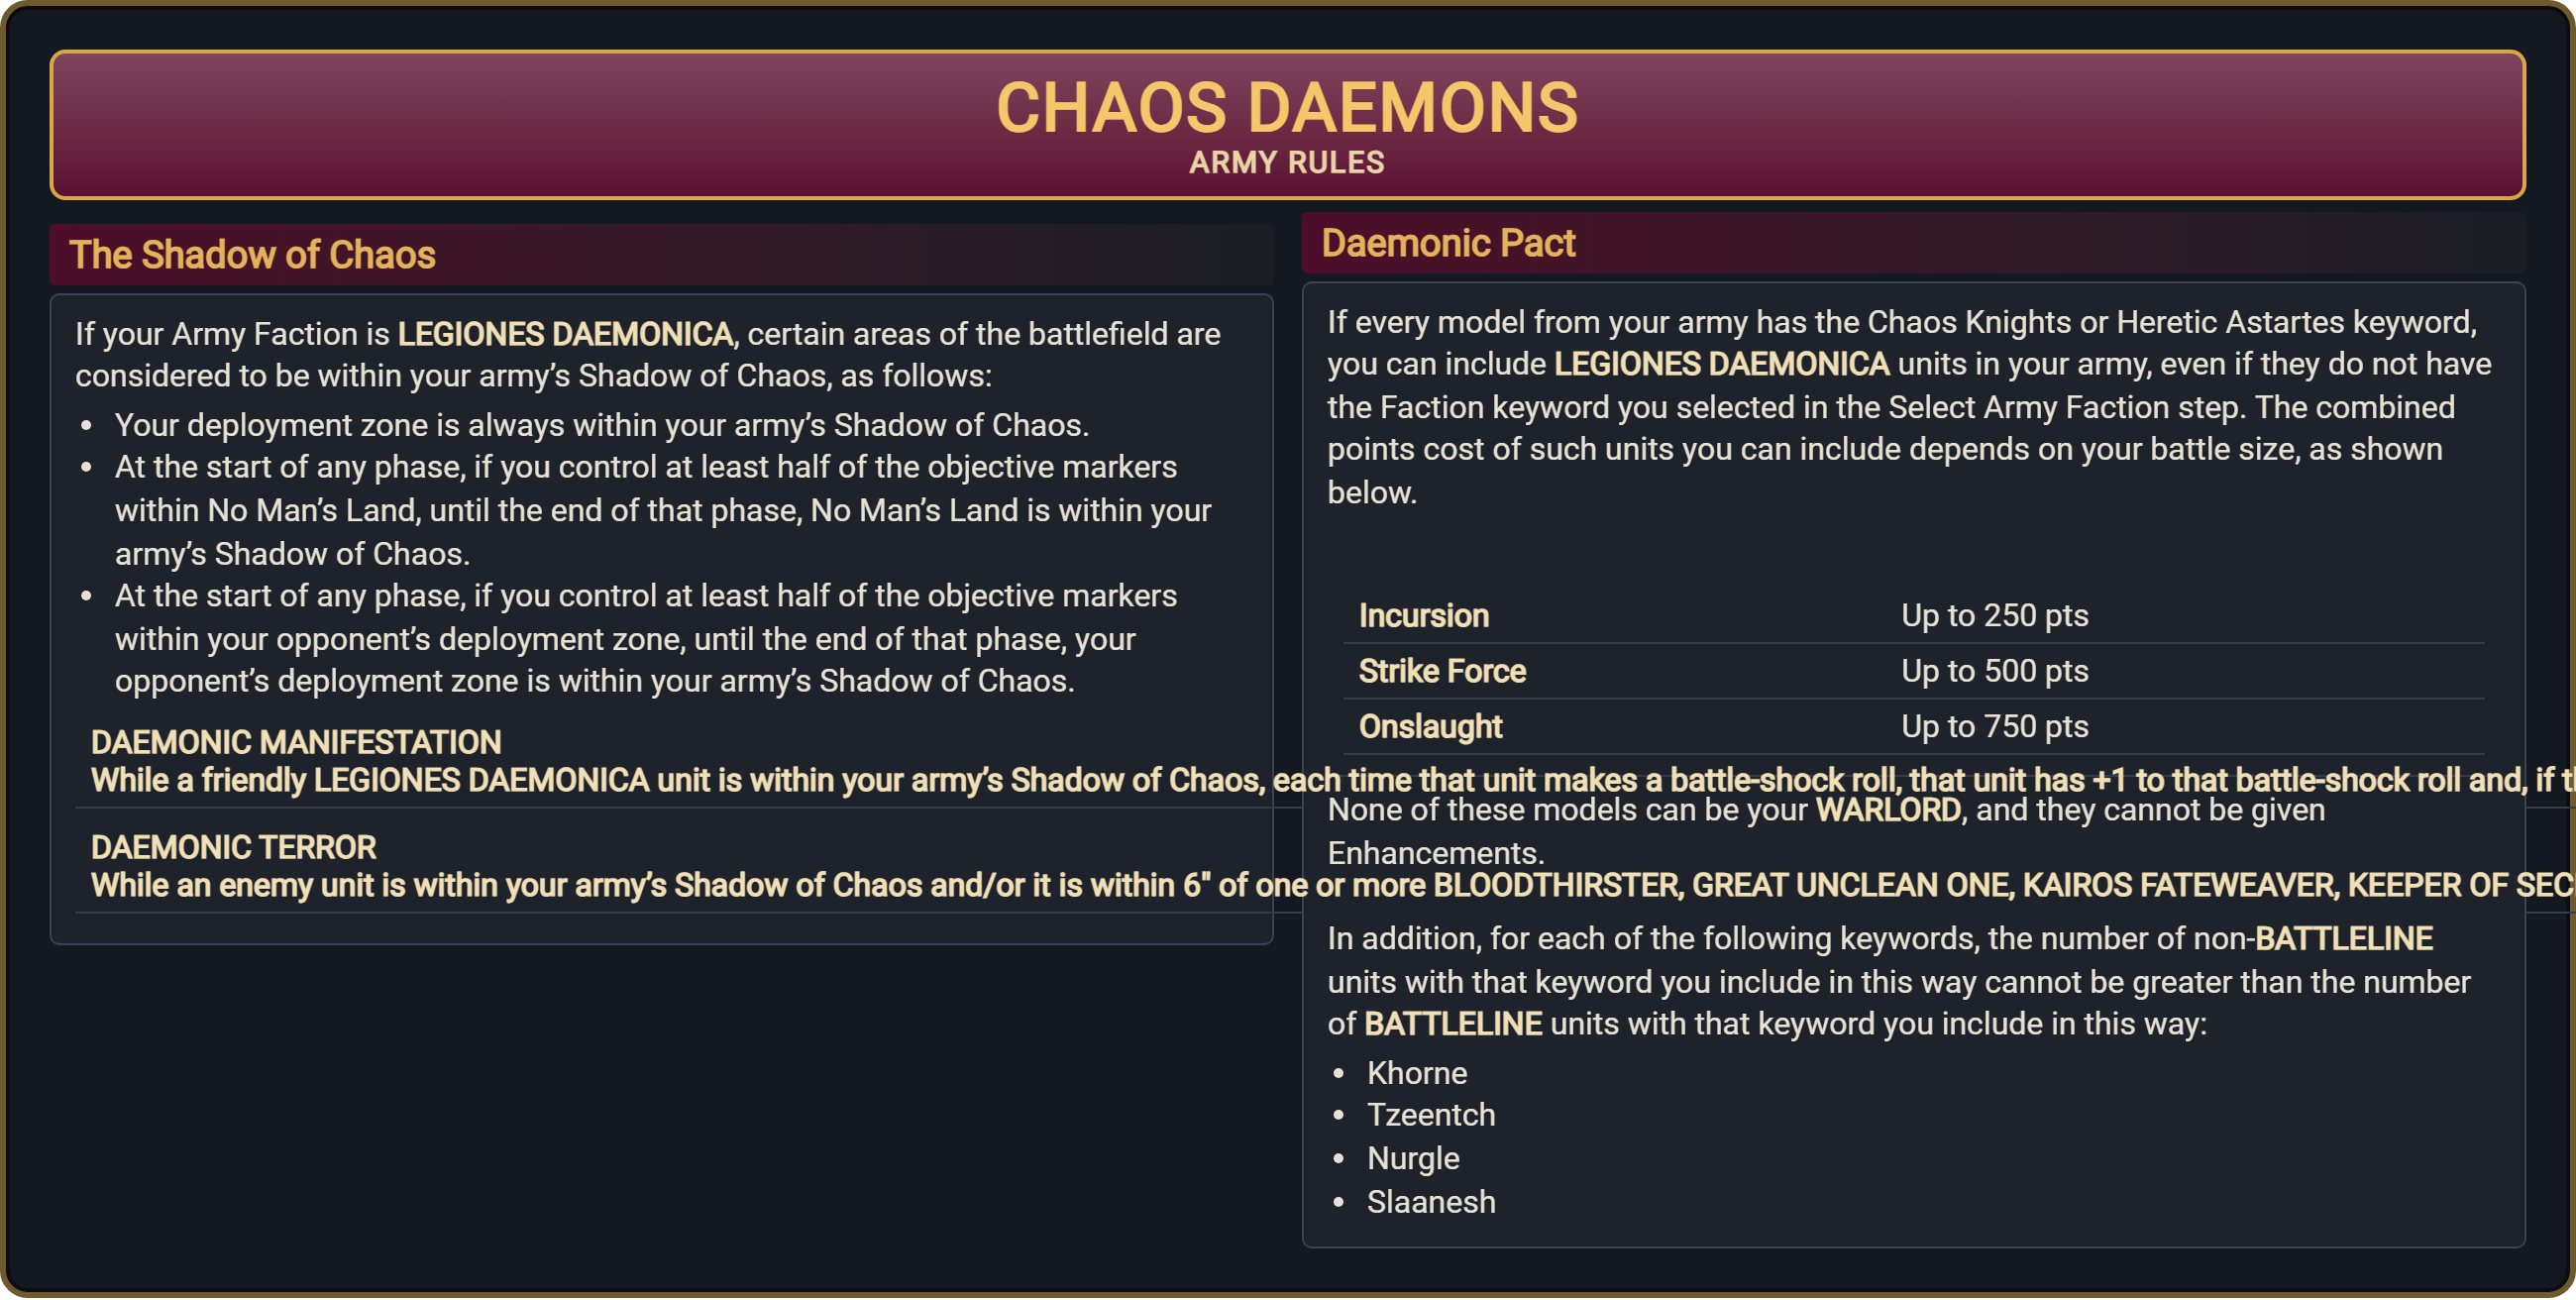 CHAOS DAEMONS
ARMY RULES
The Shadow of Chaos
If your Army Faction is LEGIONES DAEMONICA, certain areas of the battlefield are
considered to be within your army’s Shadow of Chaos, as follows:
• Your deployment zone is always within your army’s Shadow of Chaos.
• At the start of any phase, if you control at least half of the objective markers
within No Man’s Land, until the end of that phase, No Man’s Land is within your
army’s Shadow of Chaos.
• At the start of any phase, if you control at least half of the objective markers
within your opponent’s deployment zone, until the end of that phase, your
opponent’s deployment zone is within your army’s Shadow of Chaos.
DAEMONIC MANIFESTATION
While a friendly LEGIONES DAEMONICA unit is within your army’s Shadow of Chaos, each time that unit makes a battle-shock roll, that unit has +1 to that battle-shock roll and, if
DAEMONIC TERROR
While an enemy unit is within your army’s Shadow of Chaos and/or it is within 6" of one or more BLOODTHIRSTER, GREAT UNCLEAN ONE, KAIROS FATEWEAVER, KEEPER OF
Daemonic Pact
If every model from your army has the Chaos Knights or Heretic Astartes keyword,
you can include LEGIONES DAEMONICA units in your army, even if they do not have
the Faction keyword you selected in the Select Army Faction step. The combined
points cost of such units you can include depends on your battle size, as shown
below.
Incursion Up to 250 pts
Strike Force Up to 500 pts
Onslaught Up to 750 pts
None of these models can be your WARLORD, and they cannot be given
Enhancements.
In addition, for each of the following keywords, the number of non-BATTLELINE
units with that keyword you include in this way cannot be greater than the number
of BATTLELINE units with that keyword you include in this way:
• Khorne
• Tzeentch
• Nurgle
• Slaanesh